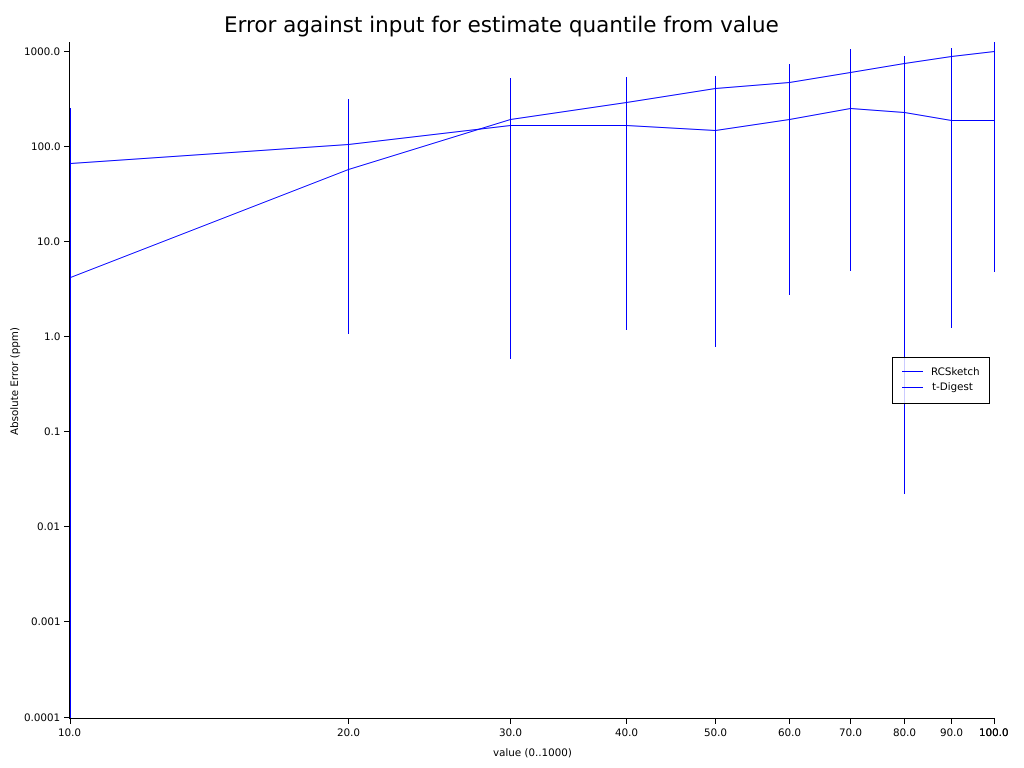 Error against input for estimate quantile from value
1000.0
100.0
10.0
1.0
0.1
0.01
0.001
0.0001
Absolute Error (ppm)
RCSketch
t-Digest
10.0 20.0 30.0 40.0 50.0 60.0 70.0 80.0 90.0 100.0
value (0..1000)